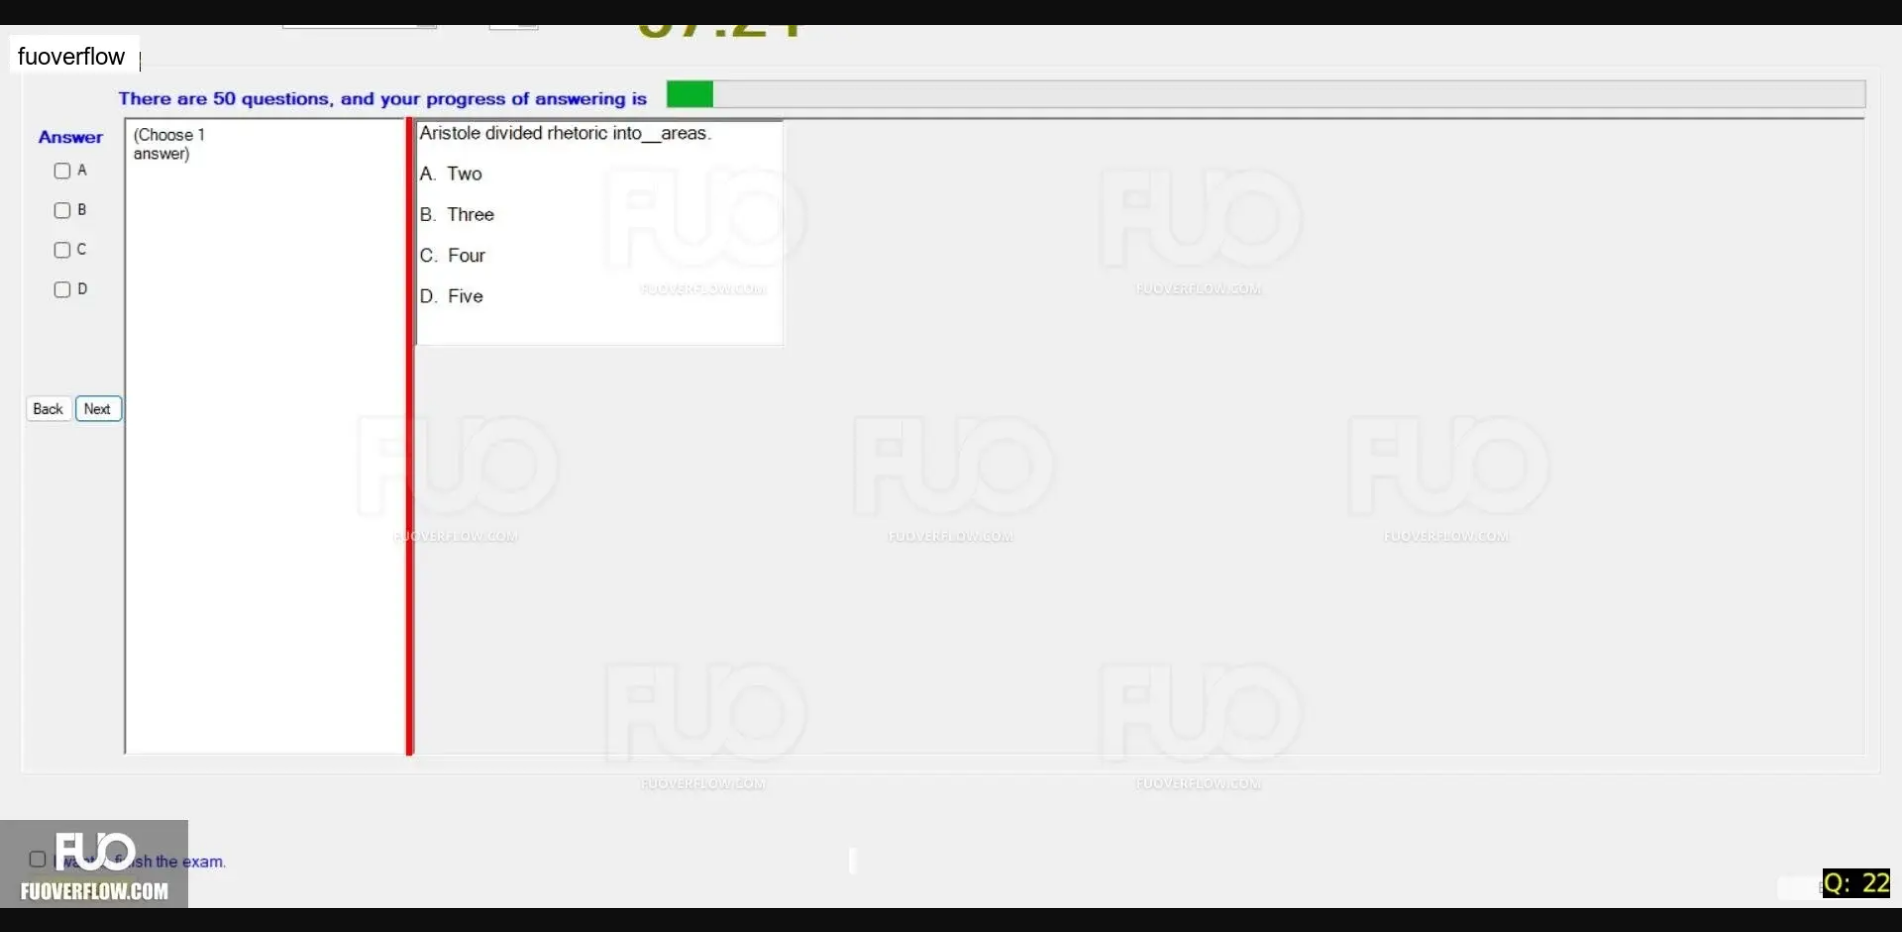 fuoverflow
There are 50 questions, and your progress of answering is
Answer
A
B
C
D
Back Next
(Choose 1
answer)
Aristole divided rhetoric into__areas.
A. Two
B. Three
C. Four
D. Five
FUO
FUOVERFLOW.COM
FUO
FUOVERFLOW.COM
FUO
FUOVERFLOW.COM
FUO
FUOVERFLOW.COM
FUO
FUOVERFLOW.COM
FUO
FUOVERFLOW.COM
FUO
FUOVERFLOW.COM
finish the exam.
FUO
FUOVERFLOW.COM
Q: 22